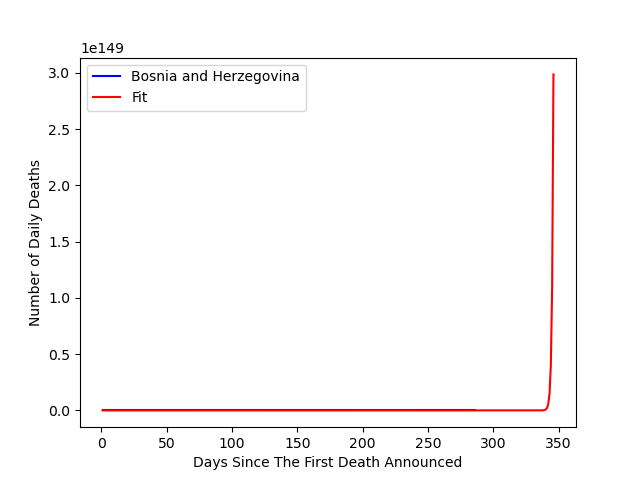 1e149
Bosnia and Herzegovina
Fit
3.0
2.5
2.0
1.5
1.0
0.5
0.0
Number of Daily Deaths
0 50 100 150 200 250 300 350
Days Since The First Death Announced